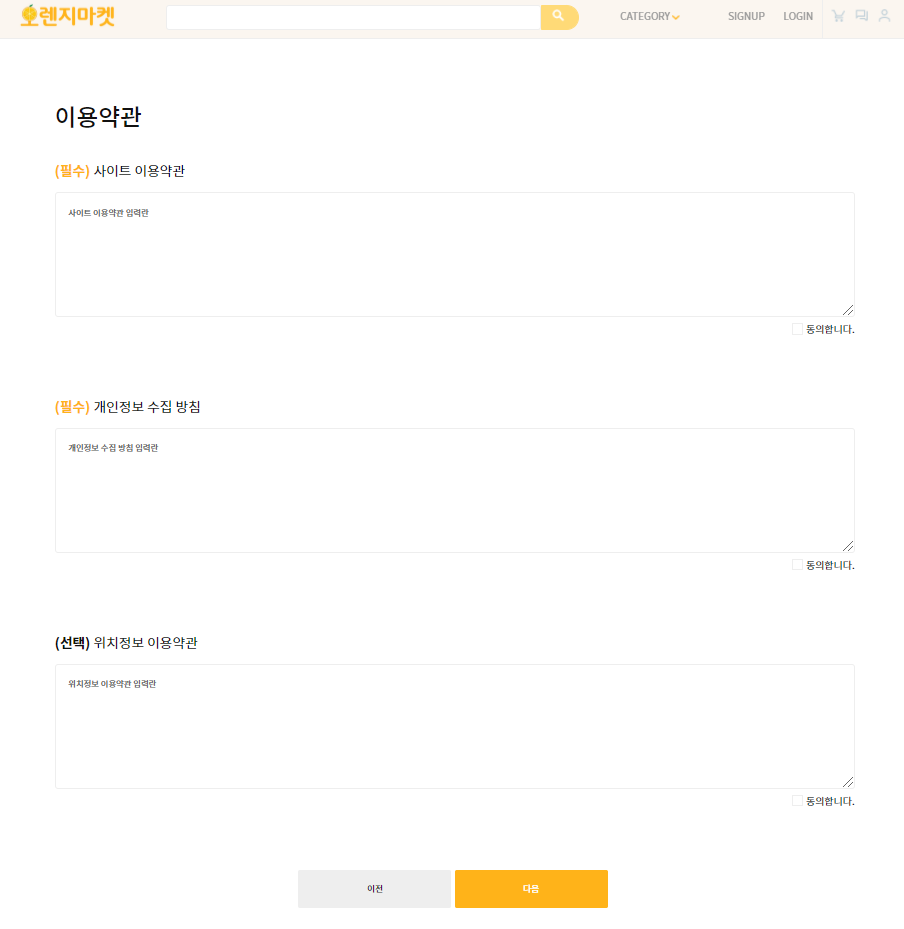 오렌지마켓
CATEGORY
SIGNUP
LOGIN
이용약관
(필수) 사이트 이용약관
사이트 이용약관 입력란
동의합니다.
(필수) 개인정보 수집 방침
개인정보 수집 방침 입력란
동의합니다.
(선택) 위치정보 이용약관
위치정보 이용약관 입력란
동의합니다.
이전
다음